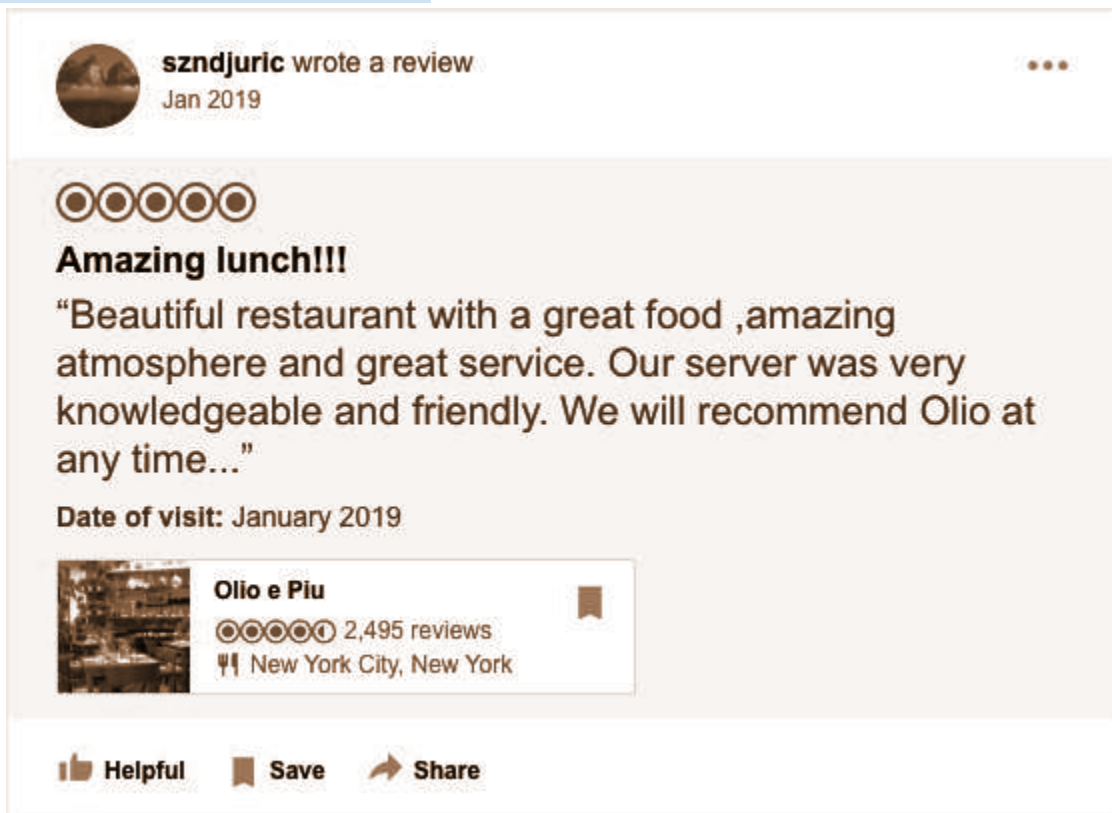 szndjuric wrote a review
Jan 2019
Amazing lunch!!!
“Beautiful restaurant with a great food ,amazing
atmosphere and great service. Our server was very
knowledgeable and friendly. We will recommend Olio at
any time...”
Date of visit: January 2019
Olio e Piu
2,495 reviews
New York City, New York
Helpful Save Share